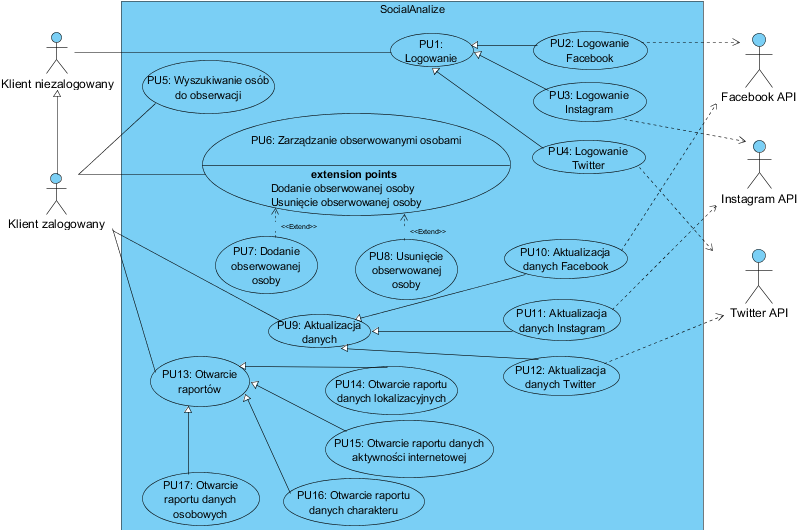 SocialAnalize
Klient niezalogowany
PU1:
Logowanie
PU2: Logowanie
Facebook
Facebook API
PU5: Wyszukiwanie osób
do obserwacji
PU3: Logowanie
Instagram
PU6: Zarządzanie obserwowanymi osobami
extension points
Dodanie obserwowanej osoby
Usunięcie obserwowanej osoby
PU4: Logowanie
Twitter
Instagram API
Klient zalogowany
<<Extend>>
<<Extend>>
PU7: Dodanie
obserwowanej
osoby
PU8: Usunięcie
obserwowanej
osoby
PU10: Aktualizacja
danych Facebook
Twitter API
PU9: Aktualizacja
danych
PU11: Aktualizacja
danych Instagram
PU12: Aktualizacja
danych Twitter
PU13: Otwarcie
raportów
PU14: Otwarcie raportu
danych lokalizacyjnych
PU15: Otwarcie raportu danych
aktywności internetowej
PU17: Otwarcie
raportu danych
osobowych
PU16: Otwarcie raportu
danych charakteru